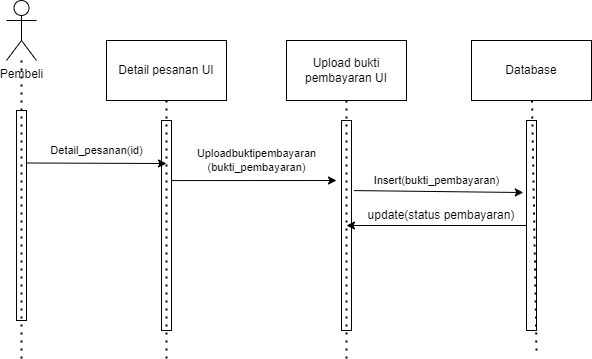 Pembeli
Detail pesanan UI
Upload bukti
pembayaran UI
Database
Detail_pesanan(id)
Uploadbuktipembayaran
(bukti_pembayaran)
Insert(bukti_pembayaran)
update(status pembayaran)